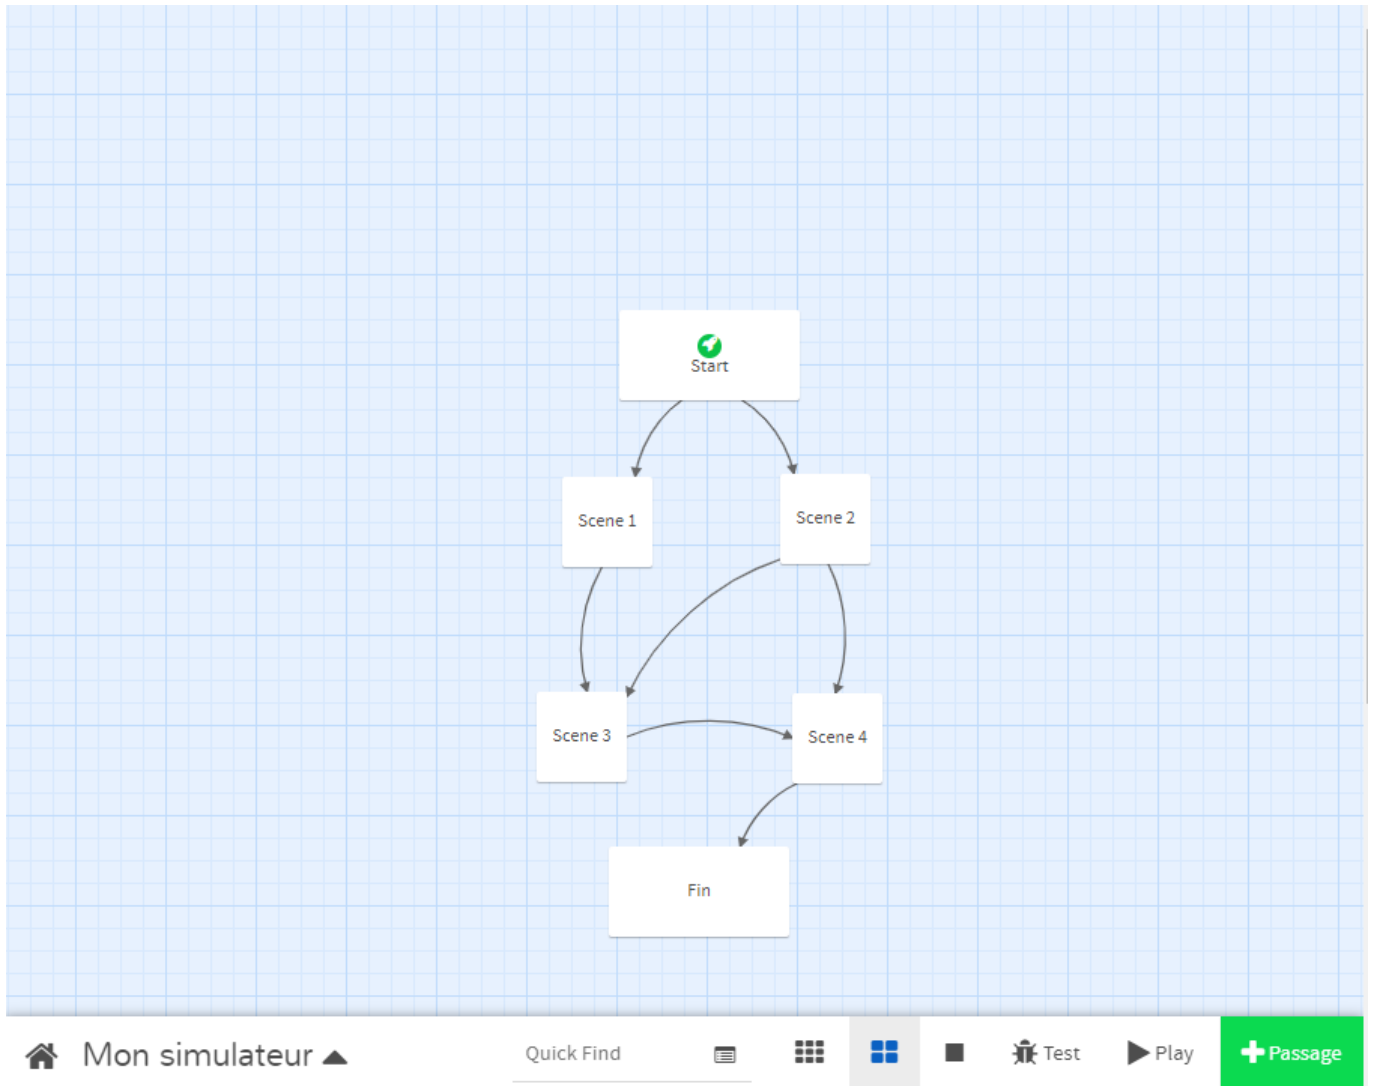 Start
Scene 1
Scene 2
Scene 3
Scene 4
Fin
Mon simulateur
Quick Find
Test
Play
Passage